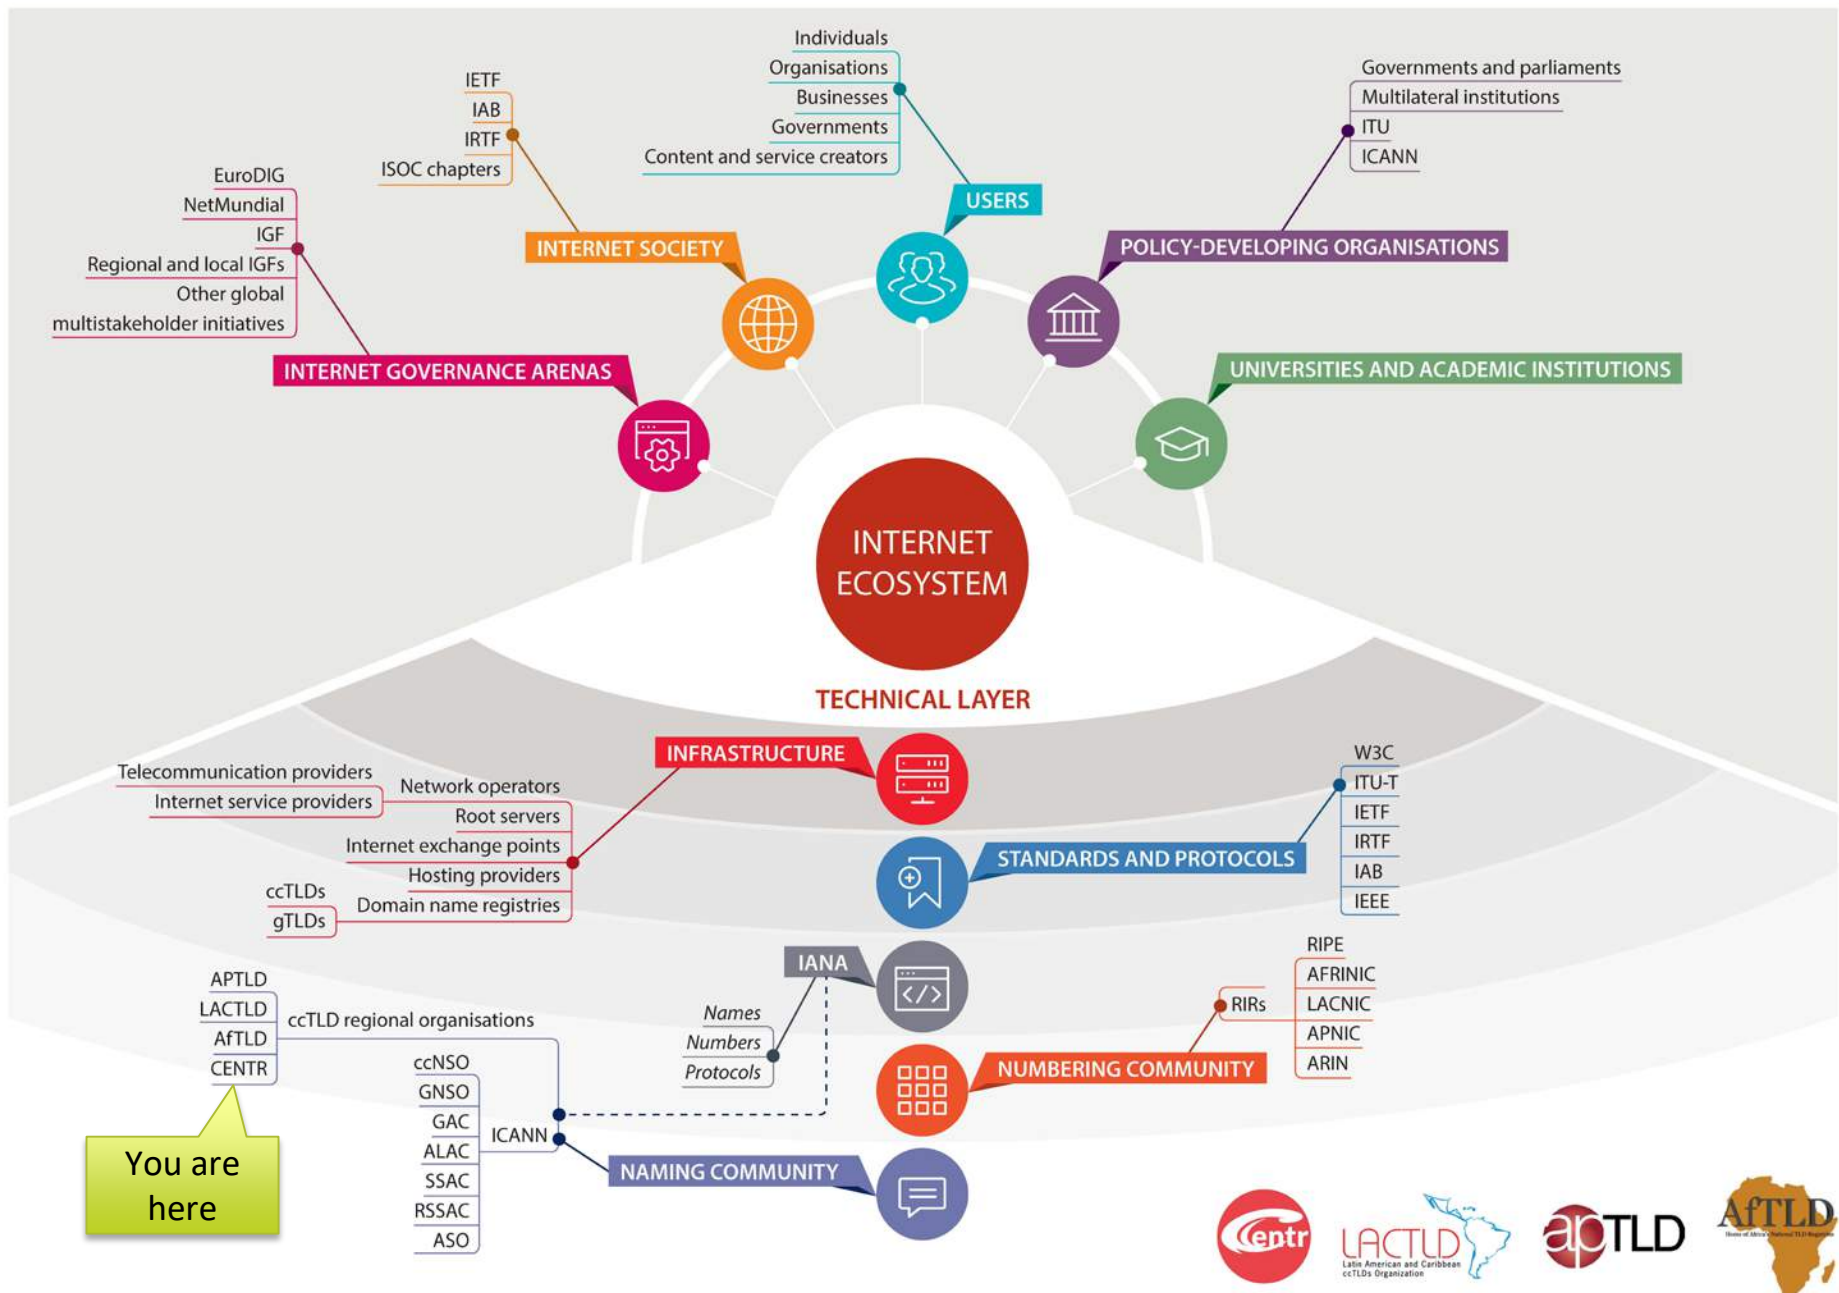 Individuals
Organisations
Businesses
Governments
Content and service creators
USERS
IETF
IAB
IRTF
ISOC chapters
INTERNET SOCIETY
Governments and parliaments
Multilateral institutions
ITU
ICANN
POLICY-DEVELOPING ORGANISATIONS
EuroDIG
NetMundial
IGF
Regional and local IGFs
Other global
multistakeholder initiatives
INTERNET GOVERNANCE ARENAS
UNIVERSITIES AND ACADEMIC INSTITUTIONS
INTERNET
ECOSYSTEM
TECHNICAL LAYER
INFRASTRUCTURE
Telecommunication providers
Internet service providers
Network operators
Root servers
Internet exchange points
Hosting providers
Domain name registries
ccTLDs
gTLDs
STANDARDS AND PROTOCOLS
W3C
ITU-T
IETF
IRTF
IAB
IEEE
IANA
Names
Numbers
Protocols
NUMBERING COMMUNITY
RIRs
RIPE
AFRINIC
LACNIC
APNIC
ARIN
APTLD
LACTLD
AfTLD
CENTR
ccTLD regional organisations
ccNSO
GNSO
GAC
ALAC
SSAC
RSSAC
ASO
ICANN
NAMING COMMUNITY
You are
here
Centr
LACTLD
Latin American and Caribbean
ccTLDs Organization
apTLD
AfTLD
Home of Africa's National TLD Registries